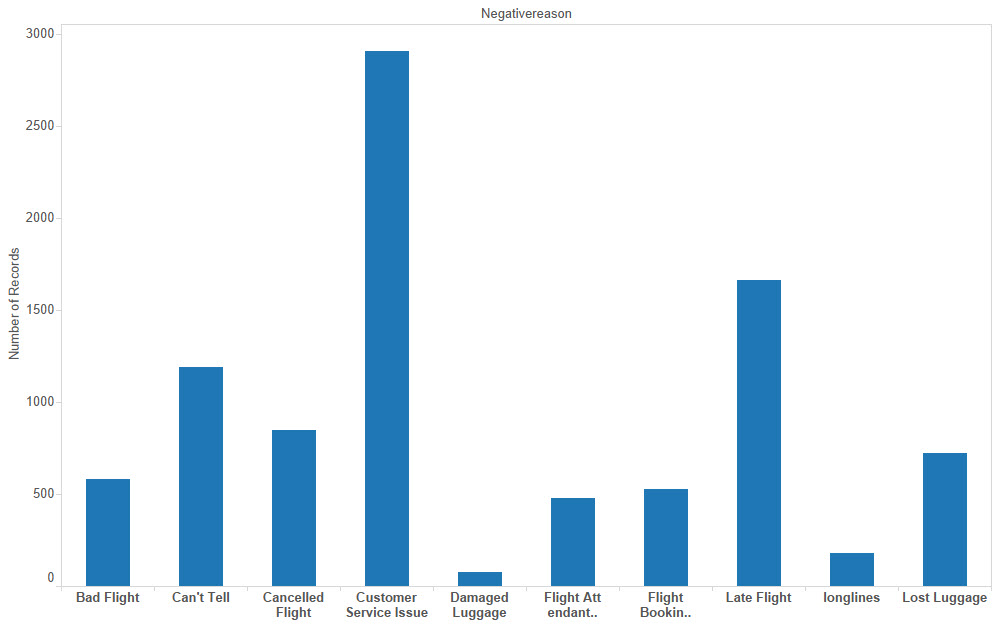 Negativereason
Number of Records
3000
2500
2000
1500
1000
500
0
Bad Flight
Can't Tell
Cancelled
Flight
Customer
Service Issue
Damaged
Luggage
Flight Att
endant..
Flight
Bookin..
Late Flight
longlines
Lost Luggage